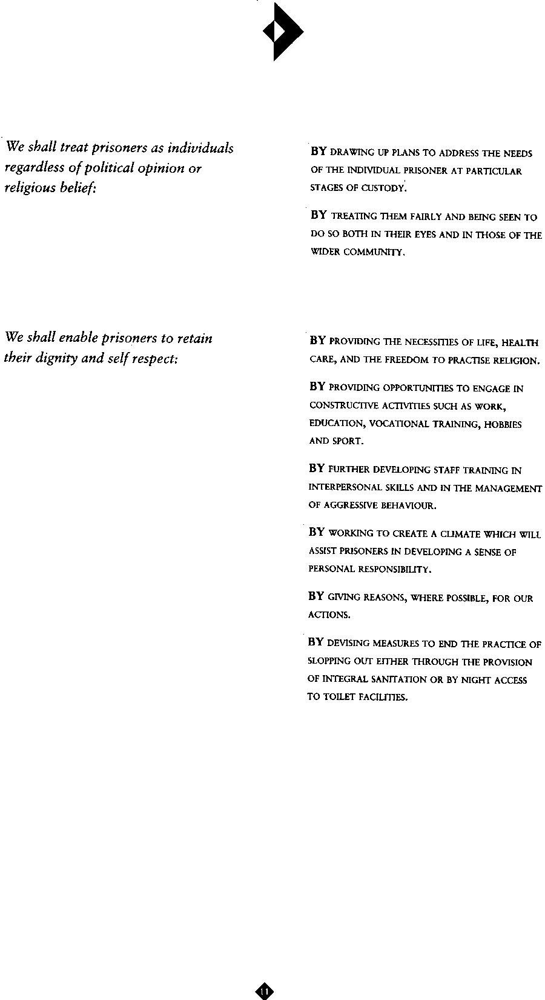 We shall treat prisoners as individuals
regardless of political opinion or
religious belief:
BY DRAWING UP PLANS TO ADDRESS THE NEEDS
OF THE INDIVIDUAL PRISONER AT PARTICULAR
STAGES OF CUSTODY.
BY TREATING THEM FAIRLY AND BEING SEEN TO
DO SO BOTH IN THEIR EYES AND IN THOSE OF THE
WIDER COMMUNITY.
We shall enable prisoners to retain
their dignity and self respect:
BY PROVIDING THE NECESSITIES OF LIFE, HEALTH
CARE, AND THE FREEDOM TO PRACTISE RELIGION.
BY PROVIDING OPPORTUNITIES TO ENGAGE IN
CONSTRUCTIVE ACTIVITIES SUCH AS WORK,
EDUCATION, VOCATIONAL TRAINING, HOBBIES
AND SPORT.
BY FURTHER DEVELOPING STAFF TRAINING IN
INTERPERSONAL SKILLS AND IN THE MANAGEMENT
OF AGGRESSIVE BEHAVIOUR.
BY WORKING TO CREATE A CLIMATE WHICH WILL
ASSIST PRISONERS IN DEVELOPING A SENSE OF
PERSONAL RESPONSIBILITY.
BY GIVING REASONS, WHERE POSSIBLE, FOR OUR
ACTIONS.
BY DEVISING MEASURES TO END THE PRACTICE OF
SLOPPING OUT EITHER THROUGH THE PROVISION
OF INTEGRAL SANITATION OR BY NIGHT ACCESS
TO TOILET FACILITIES.
11